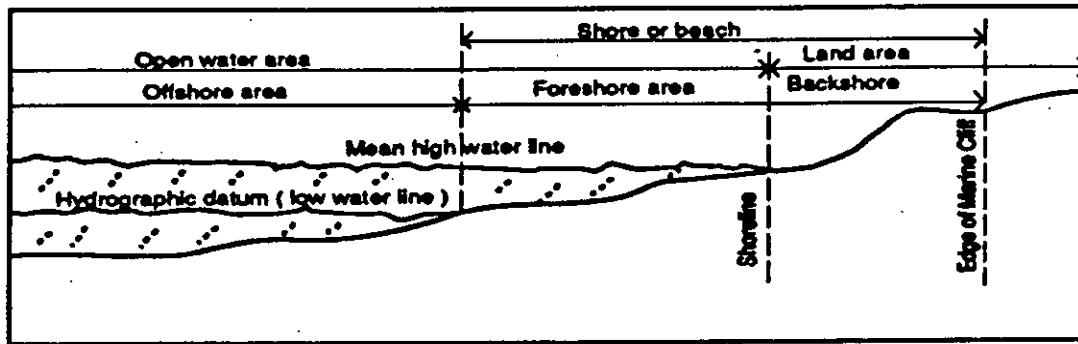 Shore or beach
Open water area
Land area
Offshore area
Foreshore area
Backshore
Mean high water line
Hydrographic datum ( low water line )
Shoreline
Edge of Marine Cliff